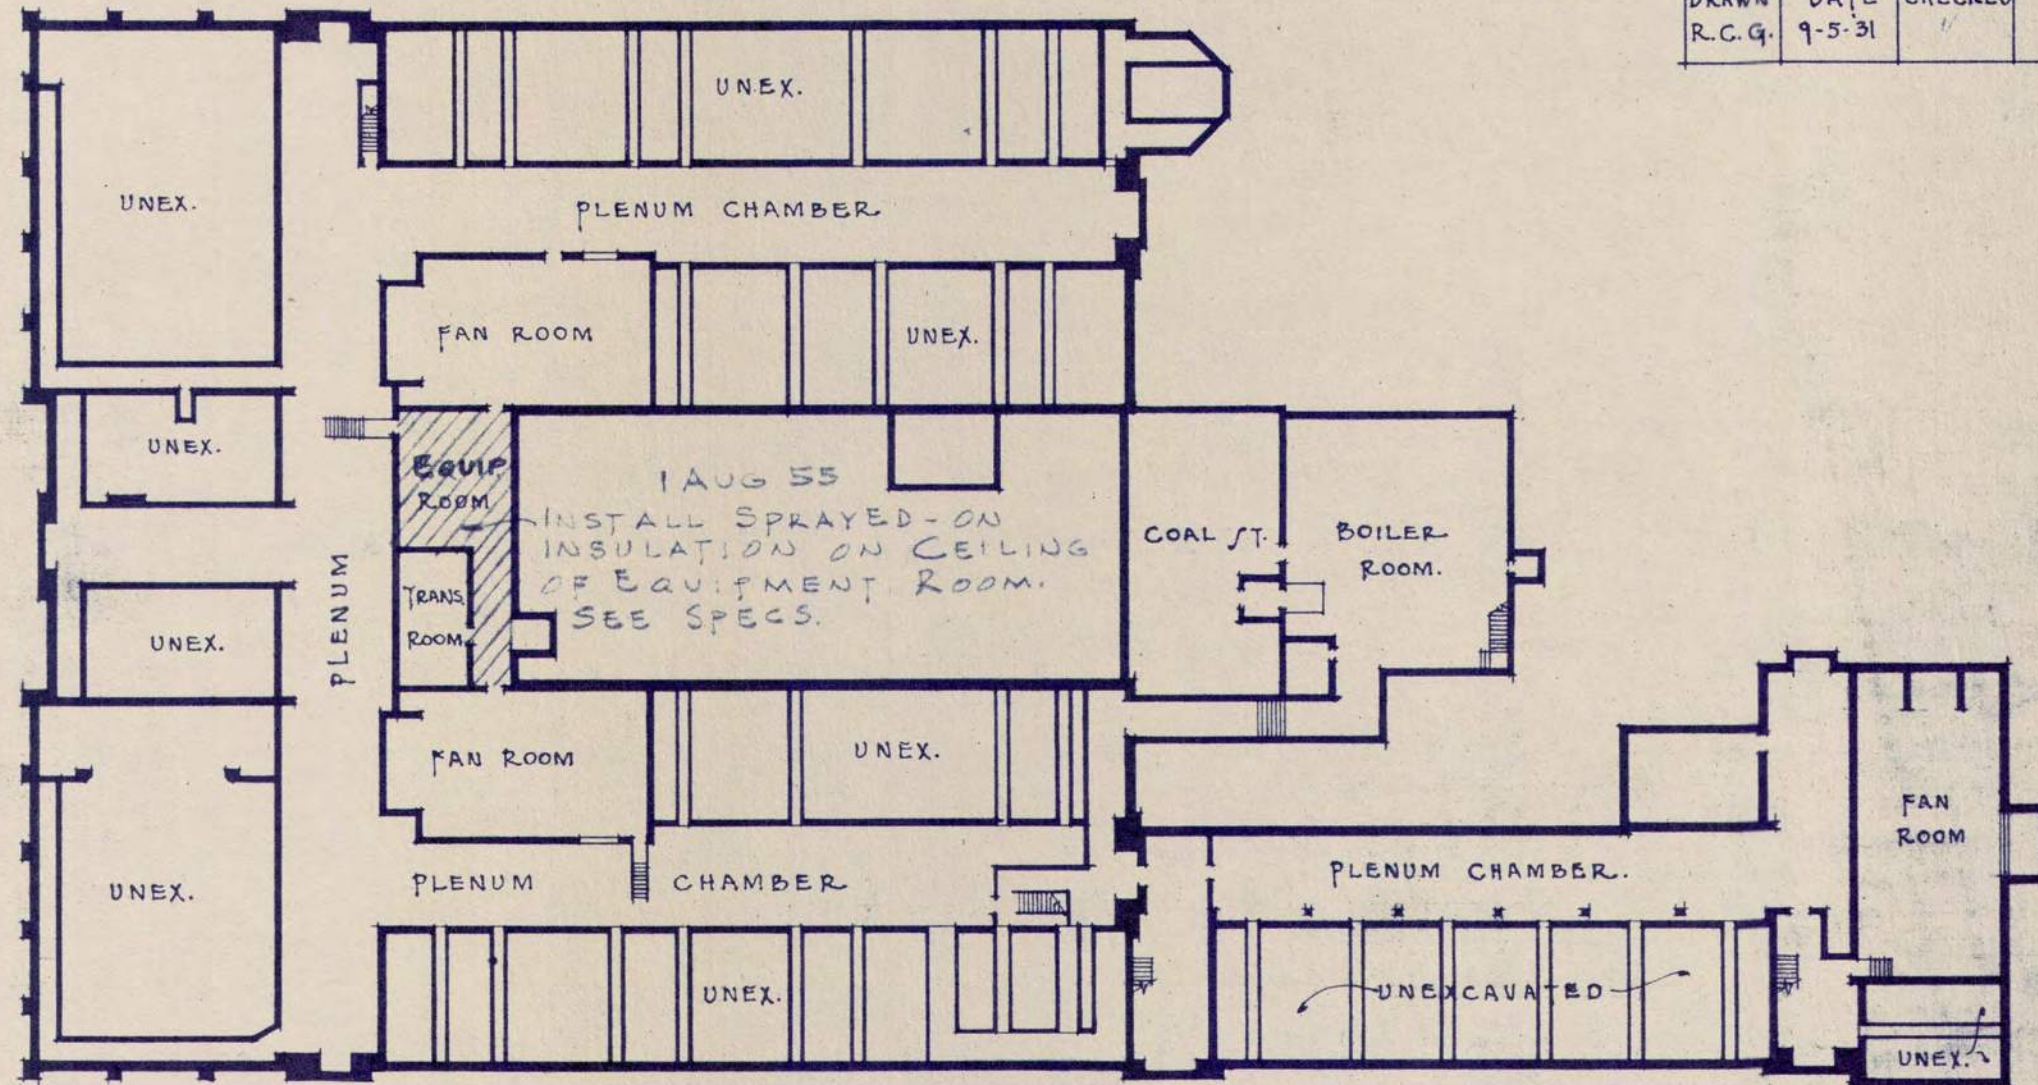 DRAWN DATE CHECKED
R.C.G. 9-5-31 "
UNEX.
UNEX.
PLENUM CHAMBER
FAN ROOM
UNEX.
UNEX.
EQUIP
ROOM
1 AUG 55
INSTALL SPRAYED-ON
INSULATION ON CEILING
OF EQUIPMENT ROOM.
SEE SPECS.
COAL ST.
BOILER
ROOM.
PLENUM
TRANS.
ROOM
UNEX.
FAN ROOM
UNEX.
FAN
ROOM
UNEX.
PLENUM CHAMBER
PLENUM CHAMBER.
UNEX.
UNEXCAVATED
UNEX.